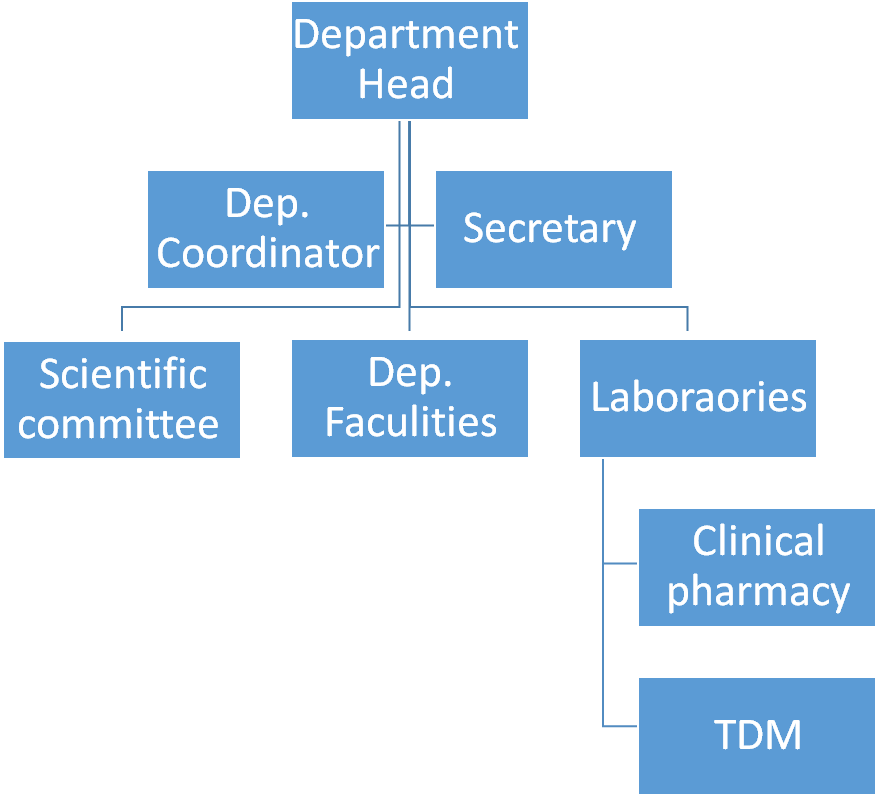 Department
Head
Dep.
Coordinator
Secretary
Scientific
committee
Dep.
Faculities
Laboraories
Clinical
pharmacy
TDM